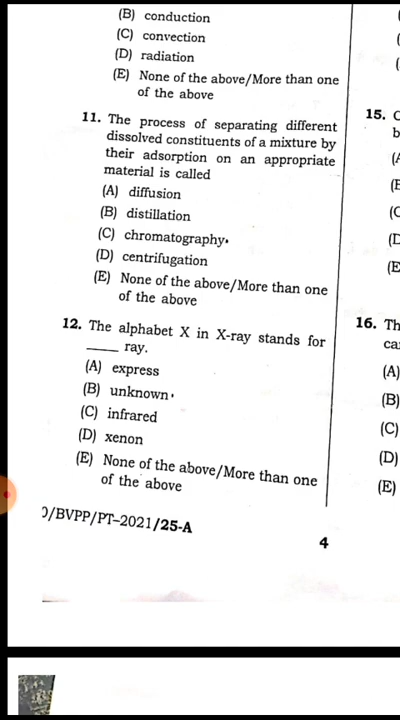 (B) conduction
(C) convection
(D) radiation
(E) None of the above/More than one
of the above
11. The process of separating different
dissolved constituents of a mixture by
their adsorption on an appropriate
material is called
(A) diffusion
(B) distillation
(C) chromatography
(D) centrifugation
(E) None of the above/More than one
of the above
12. The alphabet X in X-ray stands for
____ ray.
(A) express
(B) unknown
(C) infrared
(D) xenon
(E) None of the above/More than one
of the above
/BVPP/PT–2021/25-A
4
15.
16. Th
(A)
(B)
(C)
(D)
(E)